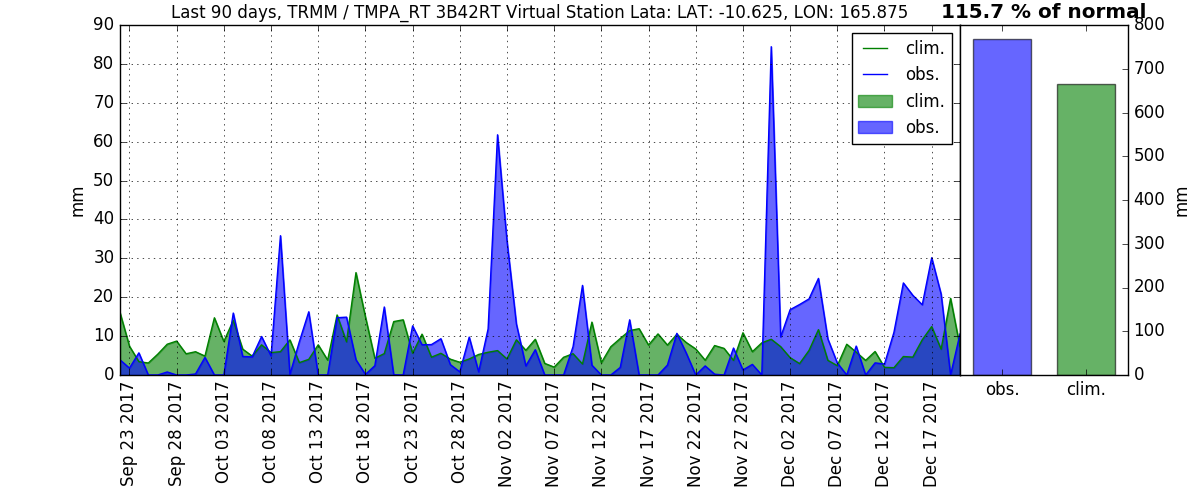 Last 90 days, TRMM / TMPA_RT 3B42RT Virtual Station Lata: LAT: -10.625, LON: 165.875
115.7 % of normal
mm
90
80
70
60
50
40
30
20
10
0
clim.
obs.
clim.
obs.
Sep 23 2017
Sep 28 2017
Oct 03 2017
Oct 08 2017
Oct 13 2017
Oct 18 2017
Oct 23 2017
Oct 28 2017
Nov 02 2017
Nov 07 2017
Nov 12 2017
Nov 17 2017
Nov 22 2017
Nov 27 2017
Dec 02 2017
Dec 07 2017
Dec 12 2017
Dec 17 2017
800
700
600
500
400
300
200
100
0
mm
obs.
clim.